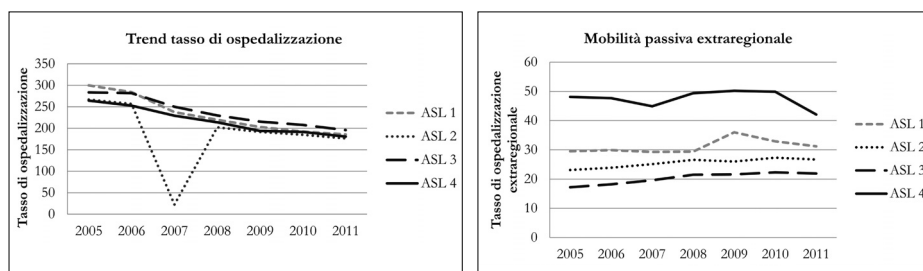 Trend tasso di ospedalizzazione
Tasso di ospedalizzazione
350
300
250
200
150
100
50
0
2005 2006 2007 2008 2009 2010 2011
ASL 1
ASL 2
ASL 3
ASL 4
Mobilità passiva extraregionale
Tasso di ospedalizzazione
extraregionale
60
50
40
30
20
10
0
2005 2006 2007 2008 2009 2010 2011
ASL 1
ASL 2
ASL 3
ASL 4